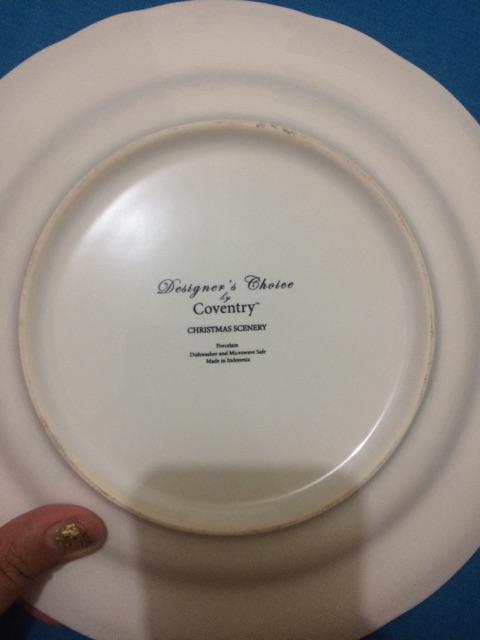 Designer's Choice
by
Coventry™
CHRISTMAS SCENERY
Porcelain
Dishwasher and Microwave Safe
Made in Indonesia